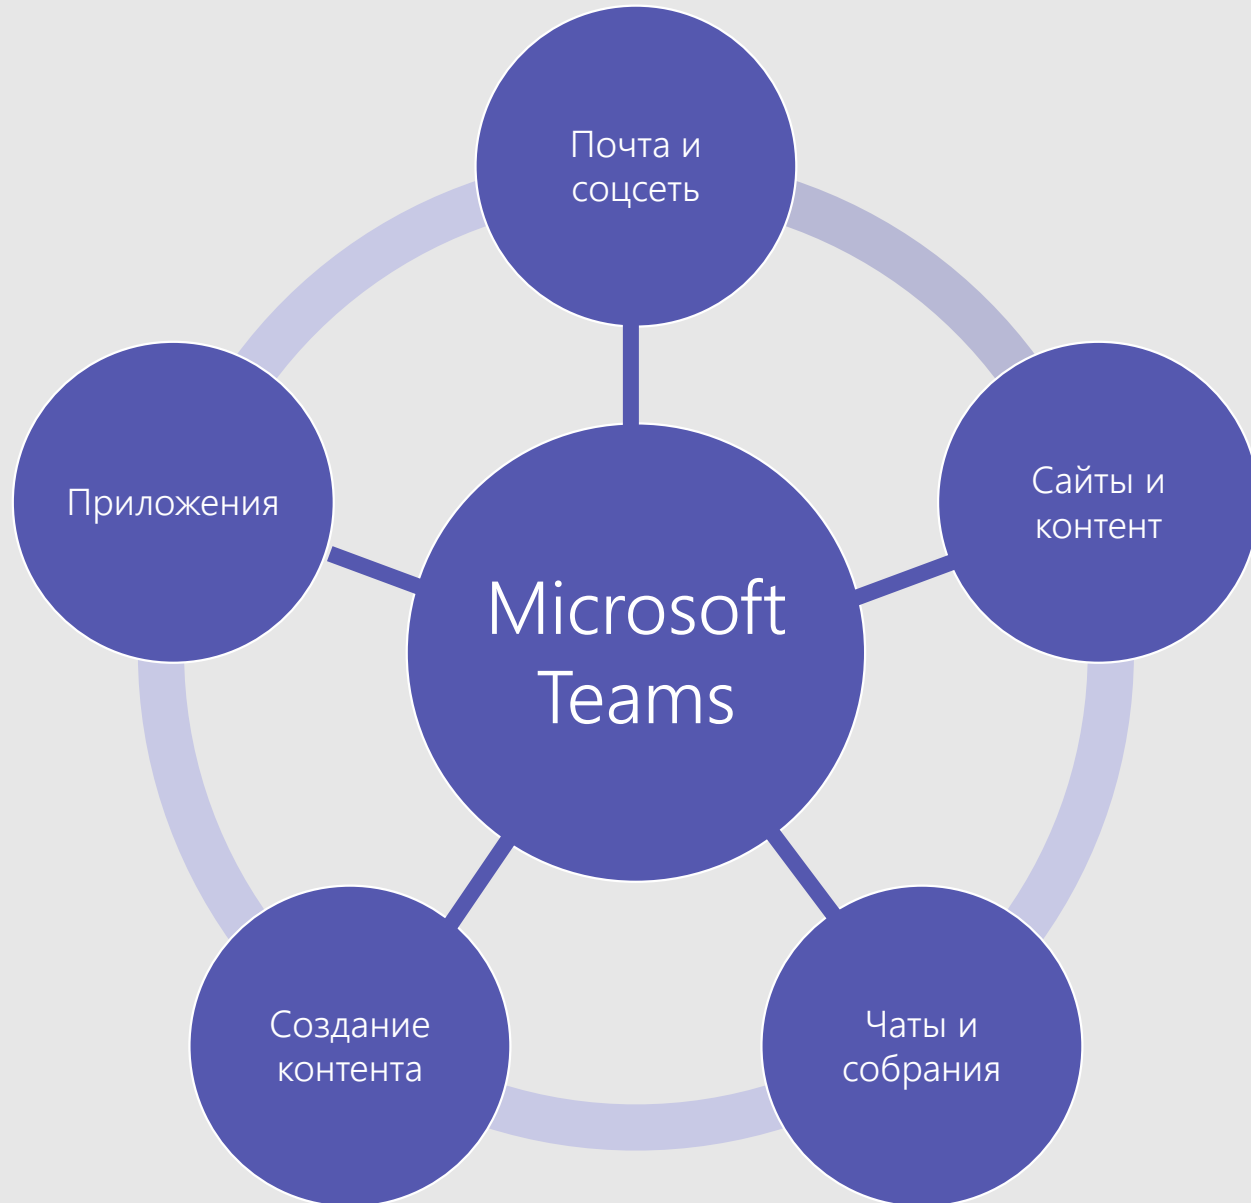 Почта и
соцсеть
Приложения
Сайты и
контент
Microsoft
Teams
Создание
контента
Чаты и
собрания